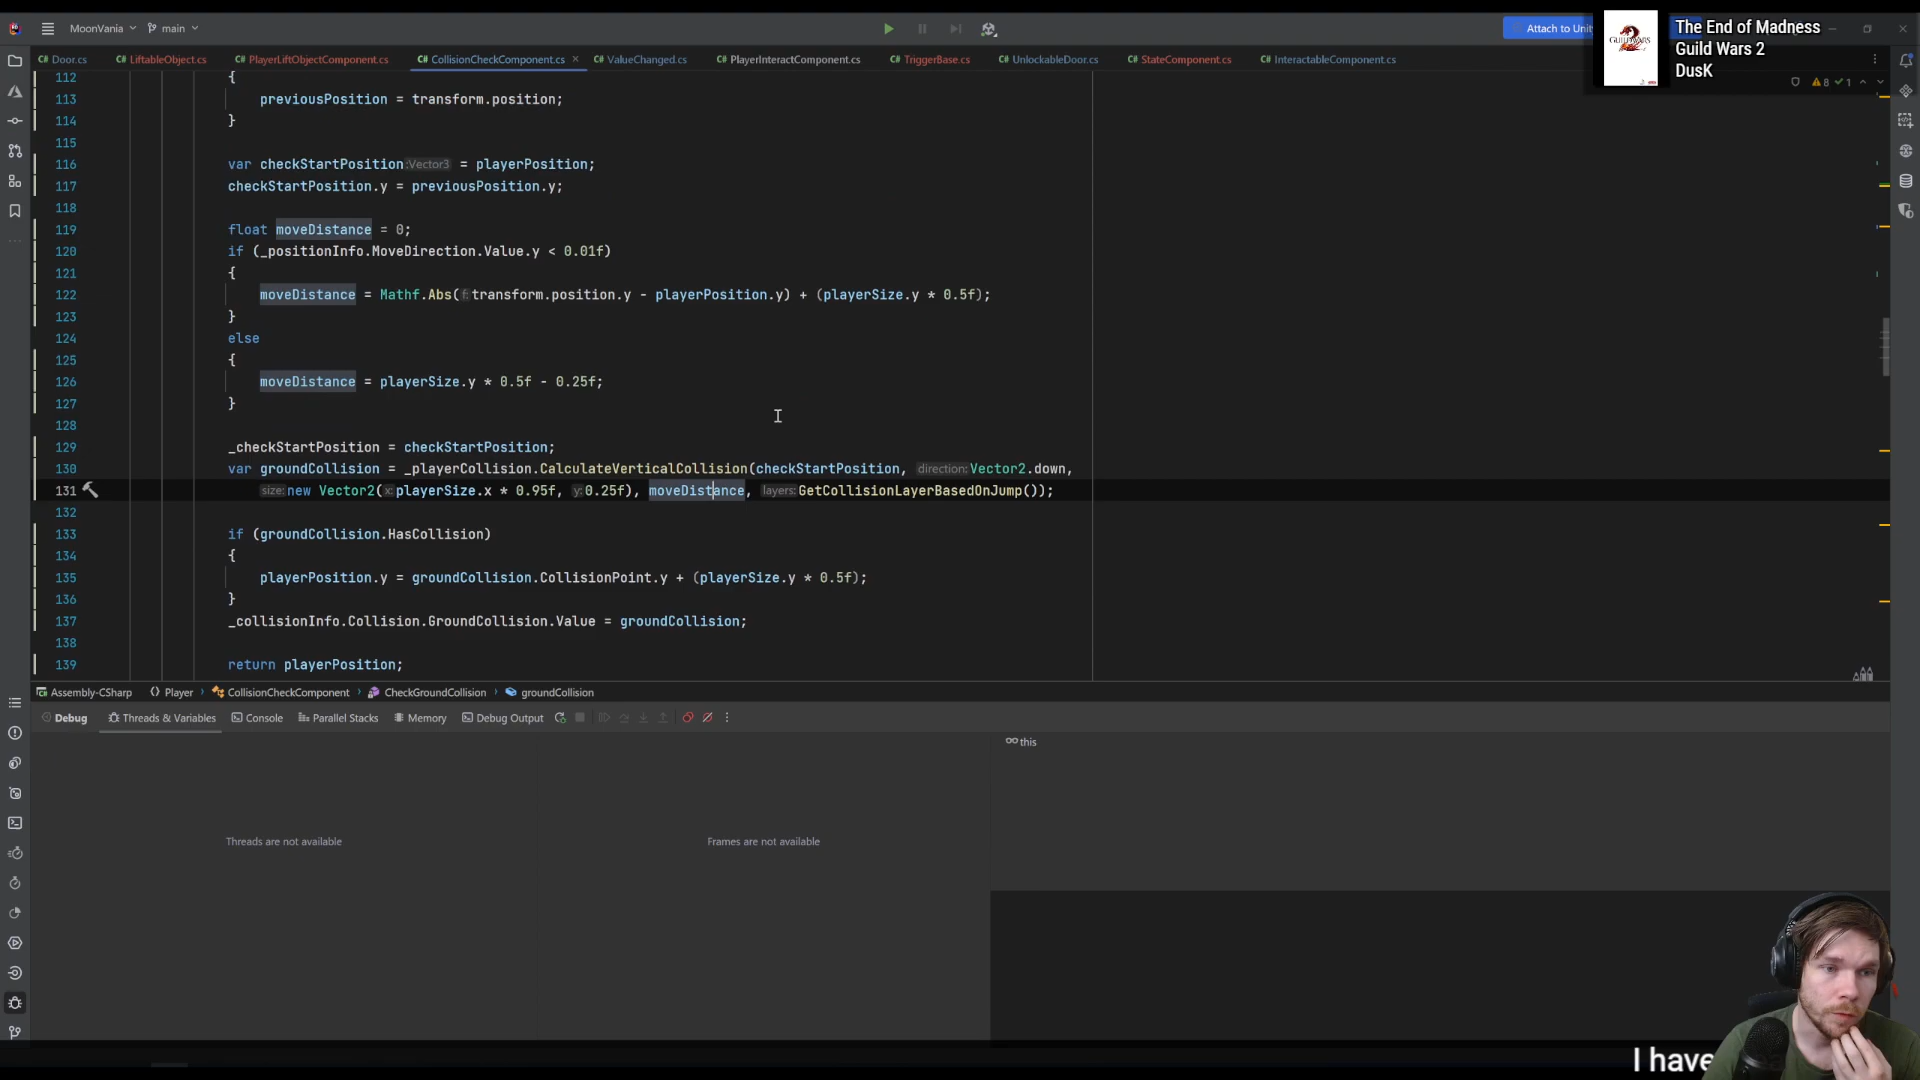 MoonVania
main
Attach to Unit
The End of Madness
Guild Wars 2
DusK
Door.cs
LiftableObject.cs
PlayerLiftObjectComponent.cs
CollisionCheckComponent.cs
ValueChanged.cs
PlayerInteractComponent.cs
TriggerBase.cs
UnlockableDoor.cs
StateComponent.cs
InteractableComponent.cs
8 1
112 {
113 previousPosition = transform.position;
114 }
115
116 var checkStartPosition :Vector3 = playerPosition;
117 checkStartPosition.y = previousPosition.y;
118
119 float moveDistance = 0;
120 if (_positionInfo.MoveDirection.Value.y < 0.01f)
121 {
122 moveDistance = Mathf.Abs( f: transform.position.y - playerPosition.y) + (playerSize.y * 0.5f);
123 }
124 else
125 {
126 moveDistance = playerSize.y * 0.5f - 0.25f;
127 }
128
129 _checkStartPosition = checkStartPosition;
130 var groundCollision = _playerCollision.CalculateVerticalCollision(checkStartPosition, direction: Vector2.down,
131 size: new Vector2( x: playerSize.x * 0.95f, y: 0.25f), moveDistance, layers: GetCollisionLayerBasedOnJump());
132
133 if (groundCollision.HasCollision)
134 {
135 playerPosition.y = groundCollision.CollisionPoint.y + (playerSize.y * 0.5f);
136 }
137 _collisionInfo.Collision.GroundCollision.Value = groundCollision;
138
139 return playerPosition;
Assembly-CSharp
Player
CollisionCheckComponent
CheckGroundCollision
groundCollision
Debug
Threads & Variables
Console
Parallel Stacks
Memory
Debug Output
this
Threads are not available
Frames are not available
I have